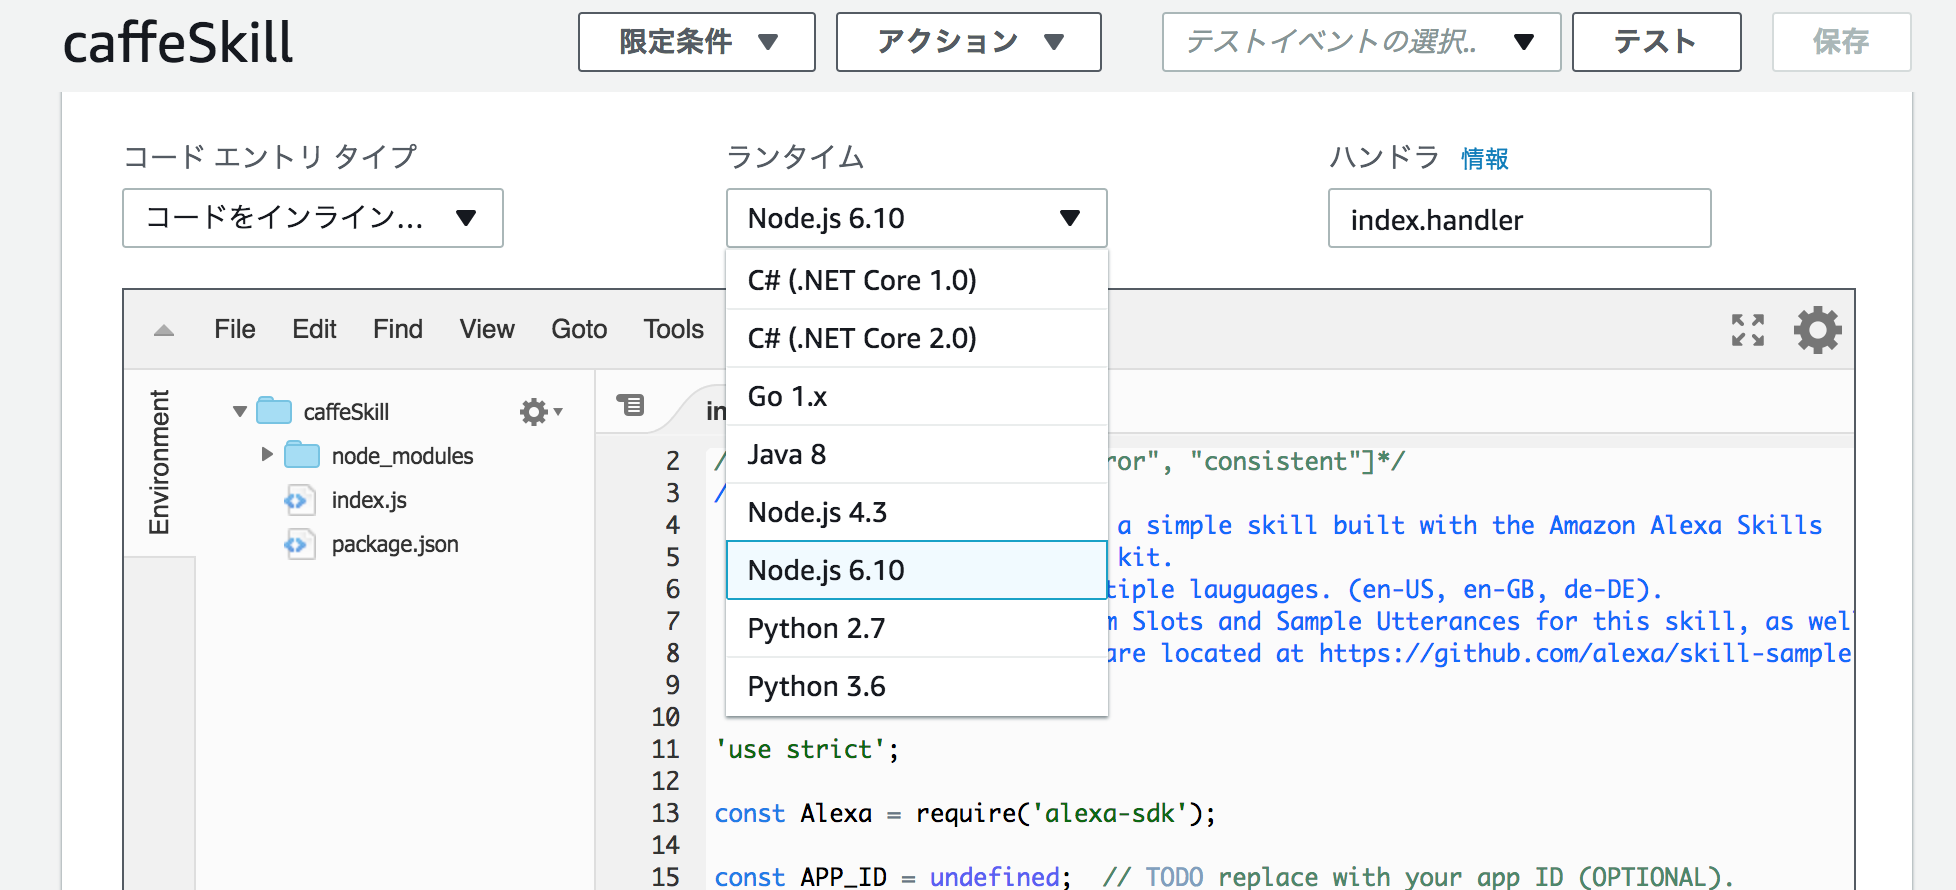 caffeSkill
限定条件
アクション
テストイベントの選択..
テスト
保存
コード エントリ タイプ
コードをインライン...
ランタイム
Node.js 6.10
ハンドラ 情報
index.handler
C# (.NET Core 1.0)
C# (.NET Core 2.0)
Go 1.x
Java 8
Node.js 4.3
Node.js 6.10
Python 2.7
Python 3.6
File Edit Find View Goto Tools
Environment
caffeSkill
node_modules
index.js
package.json
in
2 / ror", "consistent"]*/
3 /
4 a simple skill built with the Amazon Alexa Skills
5 kit.
6 tiple lauguages. (en-US, en-GB, de-DE).
7 m Slots and Sample Utterances for this skill, as wel
8 are located at https://github.com/alexa/skill-sample
9
10
11 'use strict';
12
13 const Alexa = require('alexa-sdk');
14
15 const APP_ID = undefined; // TODO replace with your app ID (OPTIONAL).